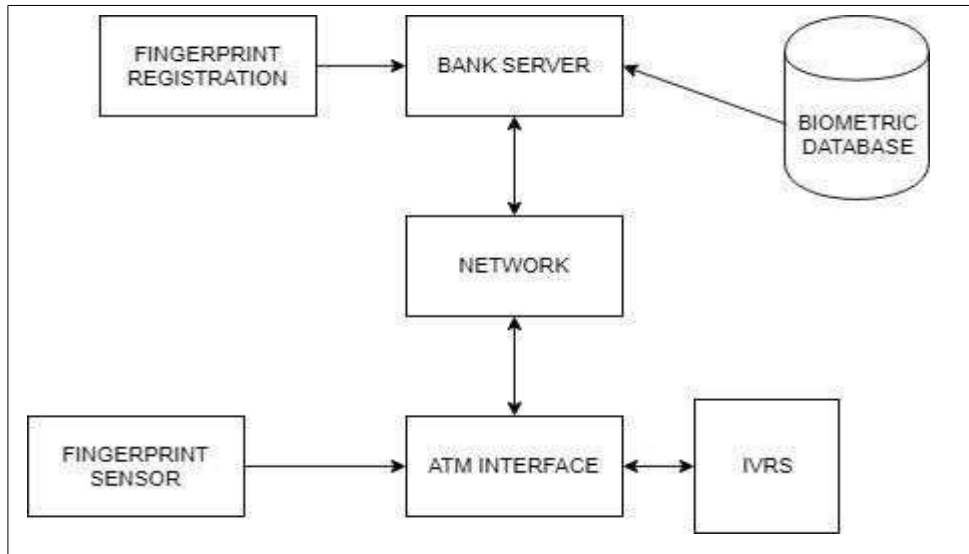 FINGERPRINT
REGISTRATION
BANK SERVER
BIOMETRIC
DATABASE
NETWORK
FINGERPRINT
SENSOR
ATM INTERFACE
IVRS